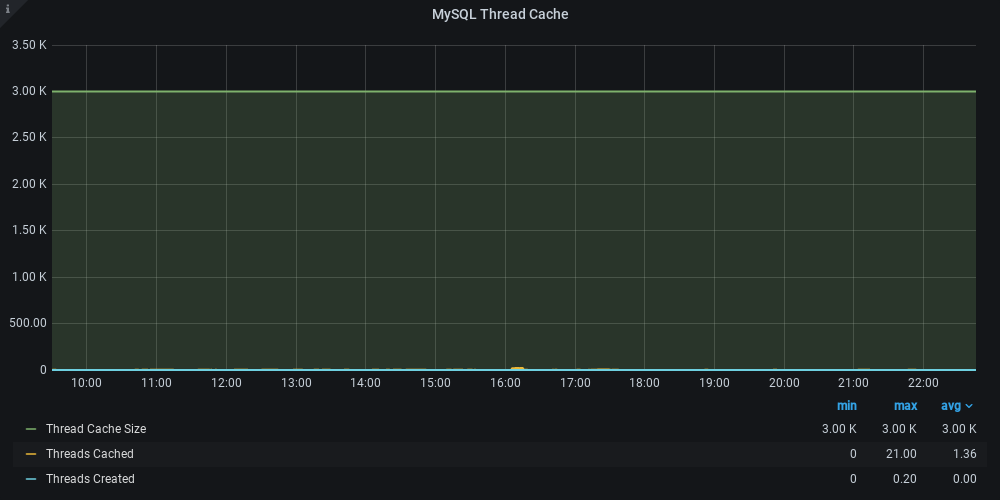 i
MySQL Thread Cache
3.50 K
3.00 K
2.50 K
2.00 K
1.50 K
1.00 K
500.00
0
10:00 11:00 12:00 13:00 14:00 15:00 16:00 17:00 18:00 19:00 20:00 21:00 22:00
min max avg
Thread Cache Size 3.00 K 3.00 K 3.00 K
Threads Cached 0 21.00 1.36
Threads Created 0 0.20 0.00